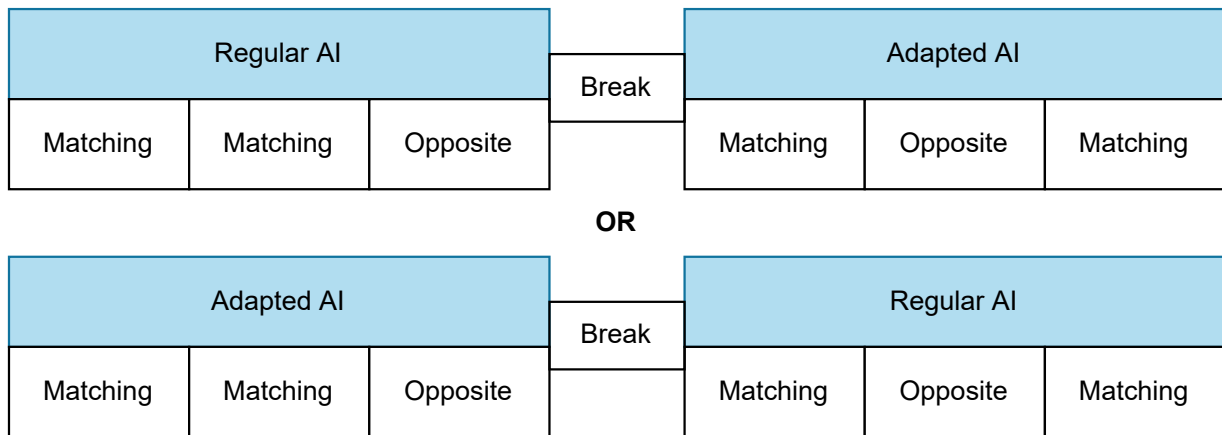 Regular AI
Break
Adapted AI
Matching
Matching
Opposite
Matching
Opposite
Matching
OR
Adapted AI
Break
Regular AI
Matching
Matching
Opposite
Matching
Opposite
Matching